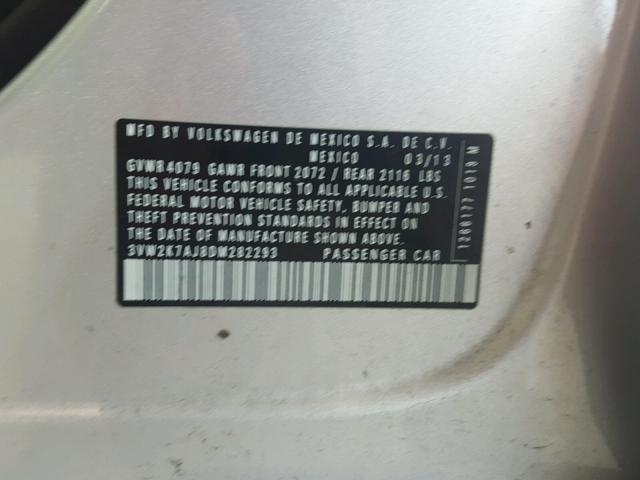 MFD BY VOLKSWAGEN DE MEXICO S.A. DE C.V.
MEXICO 03/13
GVWR 4079 GAWR FRONT 2072 / REAR 2116 LBS
THIS VEHICLE CONFORMS TO ALL APPLICABLE U.S.
FEDERAL MOTOR VEHICLE SAFETY, BUMPER AND
THEFT PREVENTION STANDARDS IN EFFECT ON
THE DATE OF MANUFACTURE SHOWN ABOVE.
3VW2K7AJ8DM282293 PASSENGER CAR
1286177 1019 M